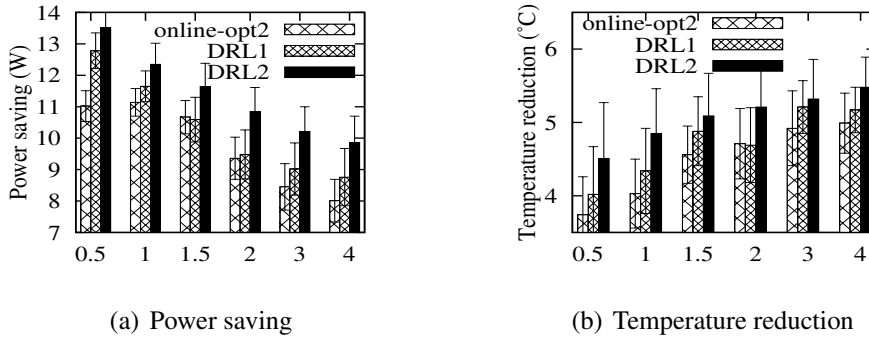 14
13
12
11
10
9
8
7
Power saving (W)
online-opt2
DRL1
DRL2
0.5 1 1.5 2 3 4
(a) Power saving
6
5
4
Temperature reduction (°C)
online-opt2
DRL1
DRL2
0.5 1 1.5 2 3 4
(b) Temperature reduction